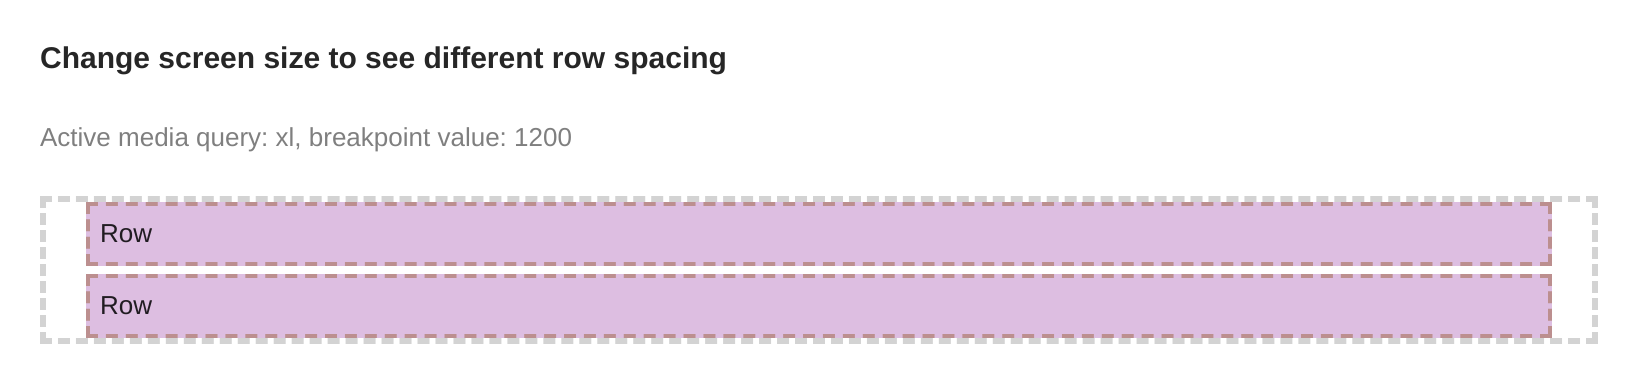 Change screen size to see different row spacing
Active media query: xl, breakpoint value: 1200
Row
Row